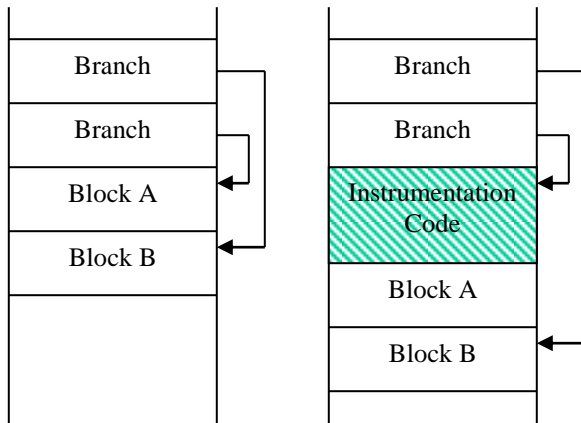 Branch
Branch
Block A
Block B
Branch
Branch
Instrumentation
Code
Block A
Block B